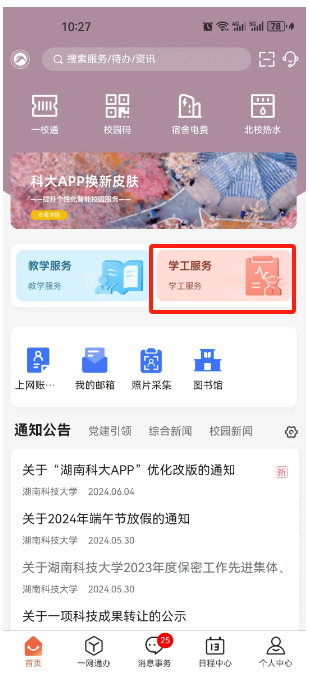 10:27
78
搜索服务/待办/资讯
一校通
校园码
宿舍电费
北校热水
科大APP换新皮肤
——提升个性化智能校园服务——
教学服务
教学服务
学工服务
学工服务
上网账…
我的邮箱
照片采集
图书馆
通知公告
党建引领
综合新闻
校园新闻
关于“湖南科大APP”优化改版的通知
新
湖南科技大学 2024.06.04
关于2024年端午节放假的通知
湖南科技大学 2024.05.30
关于湖南科技大学2023年度保密工作先进集体、
湖南科技大学 2024.05.30
关于一项科技成果转让的公示
首页
一网通办
25
消息事务
13
日程中心
个人中心